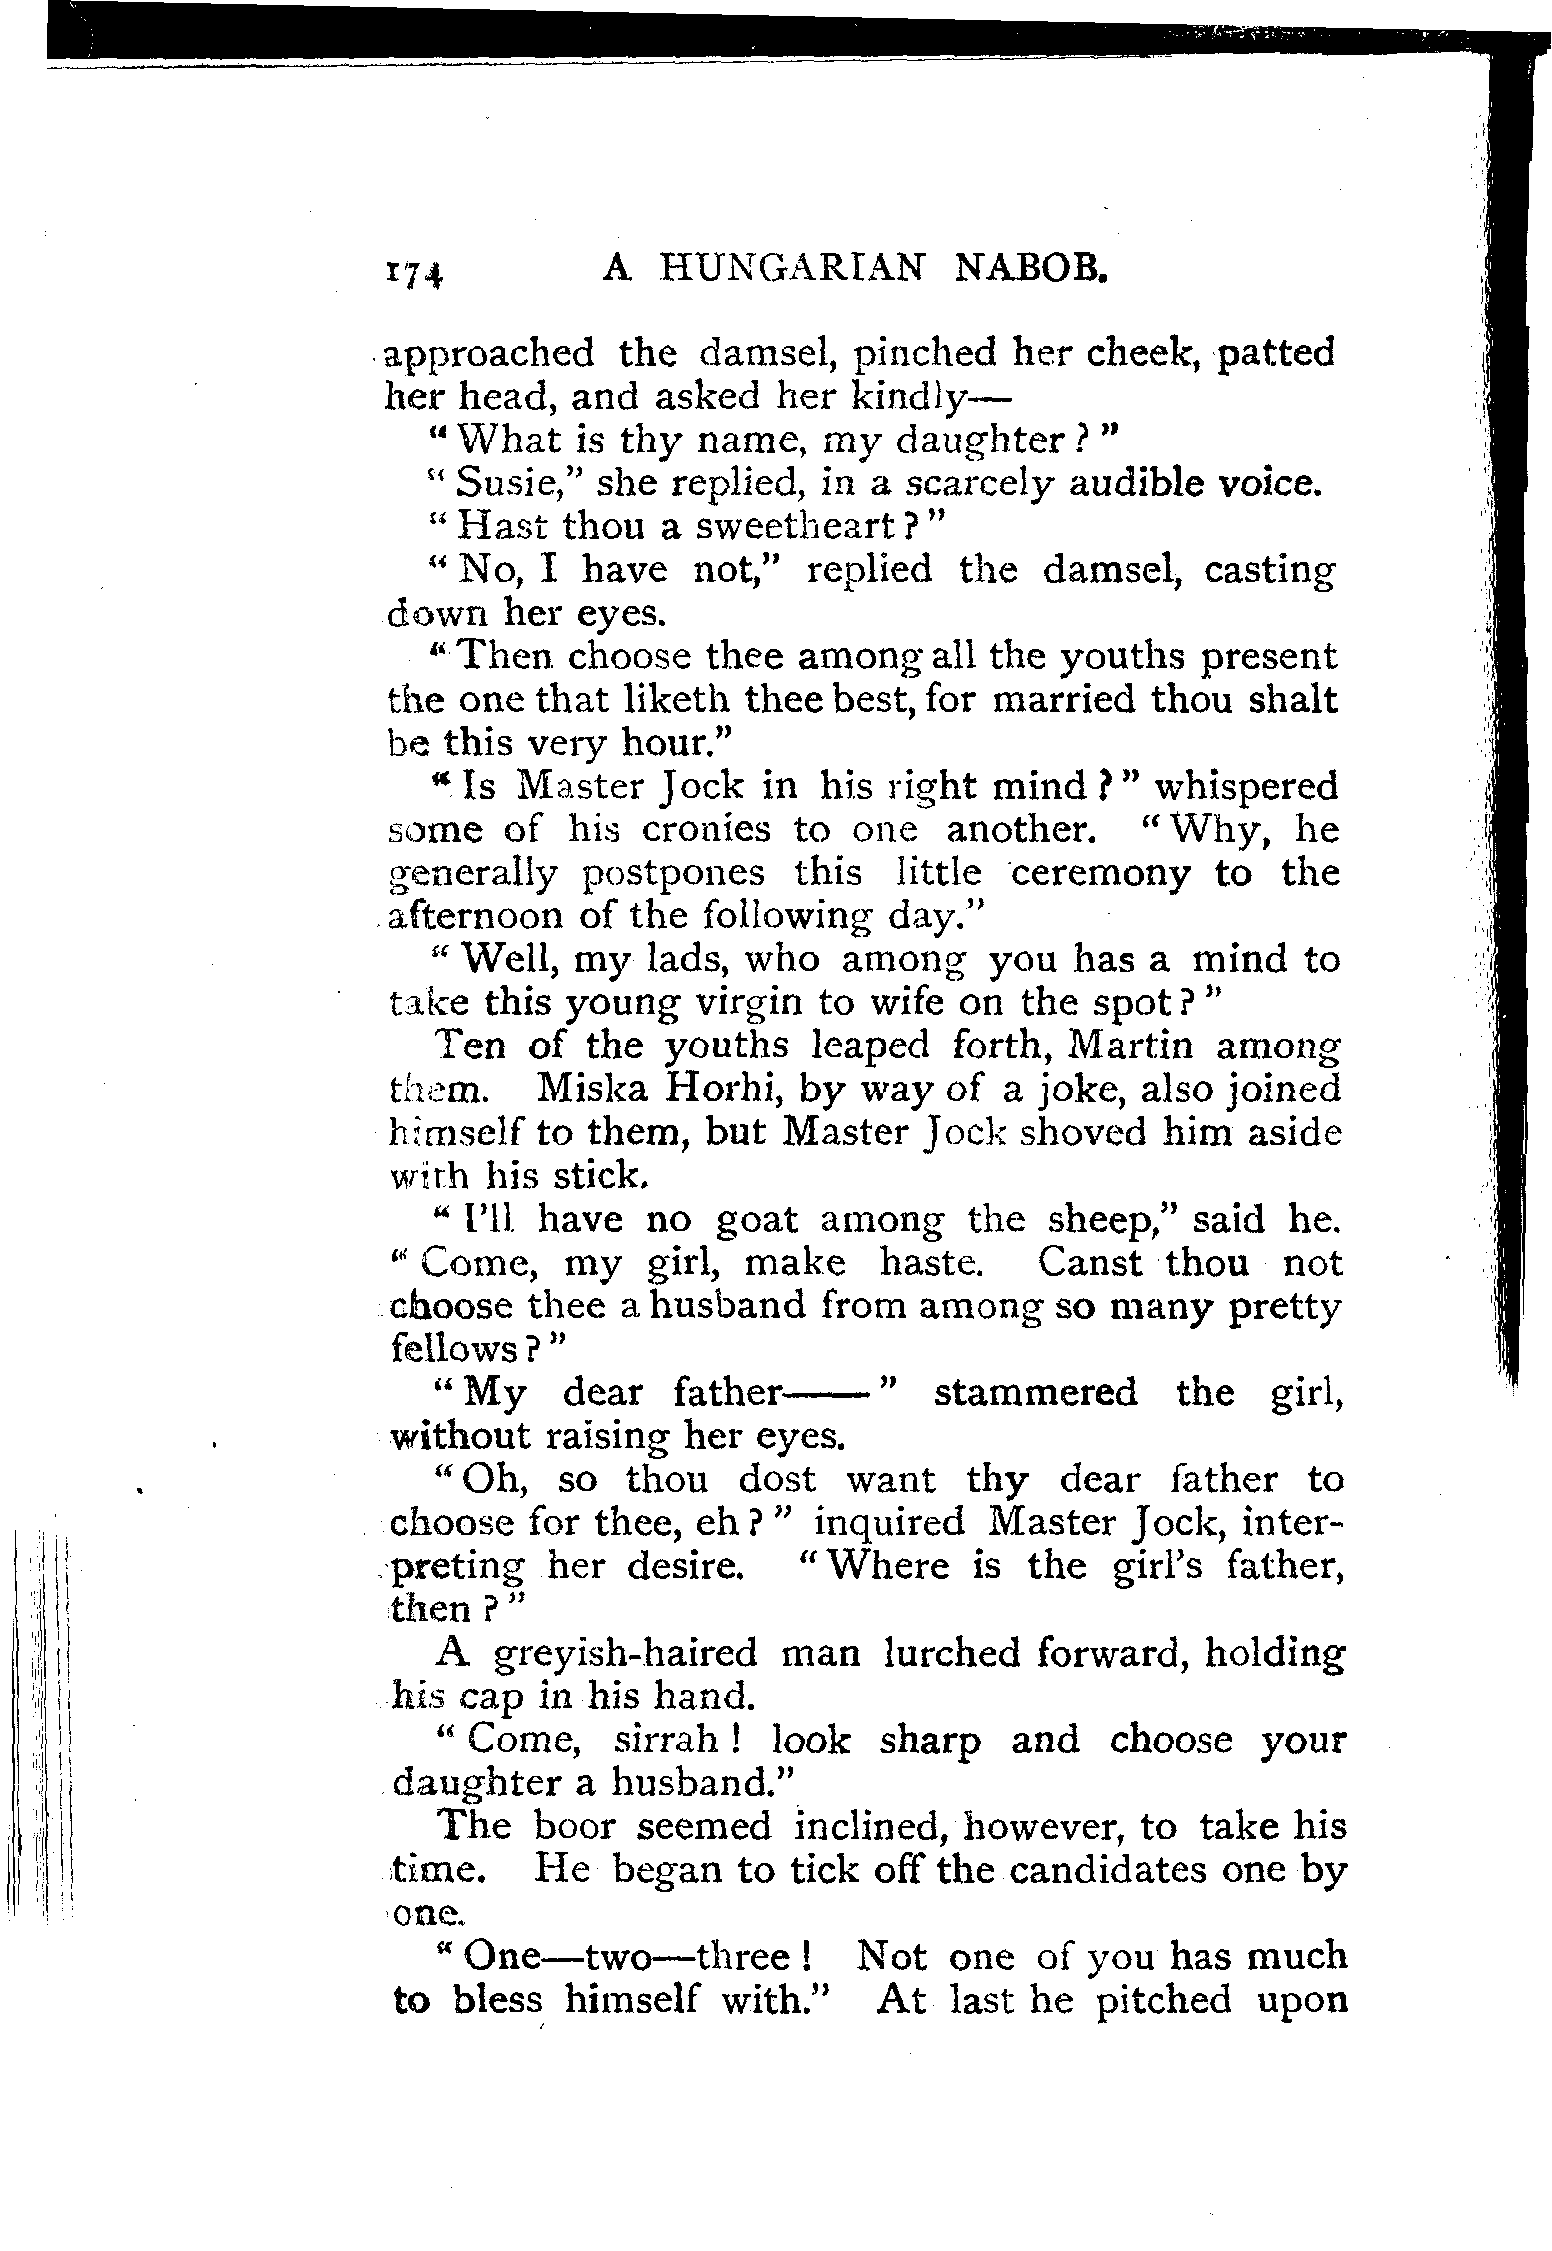 174 A HUNGARIAN NABOB.
approached the damsel, pinched her cheek, patted
her head, and asked her kindly—
"What is thy name, my daughter?"
"Susie," she replied, in a scarcely audible voice.
"Hast thou a sweetheart?"
"No, I have not," replied the damsel, casting
down her eyes.
"Then choose thee among all the youths present
the one that liketh thee best, for married thou shalt
be this very hour."
"Is Master Jock in his right mind?" whispered
some of his cronies to one another. "Why, he
generally postpones this little ceremony to the
afternoon of the following day."
"Well, my lads, who among you has a mind to
take this young virgin to wife on the spot?"
Ten of the youths leaped forth, Martin among
them. Miska Horhi, by way of a joke, also joined
himself to them, but Master Jock shoved him aside
with his stick.
"I'll have no goat among the sheep," said he.
"Come, my girl, make haste. Canst thou not
choose thee a husband from among so many pretty
fellows?"
"My dear father——" stammered the girl,
without raising her eyes.
"Oh, so thou dost want thy dear father to
choose for thee, eh?" inquired Master Jock, inter-
preting her desire. "Where is the girl's father,
then?"
A greyish-haired man lurched forward, holding
his cap in his hand.
"Come, sirrah! look sharp and choose your
daughter a husband."
The boor seemed inclined, however, to take his
time. He began to tick off the candidates one by
one.
"One—two—three! Not one of you has much
to bless himself with." At last he pitched upon